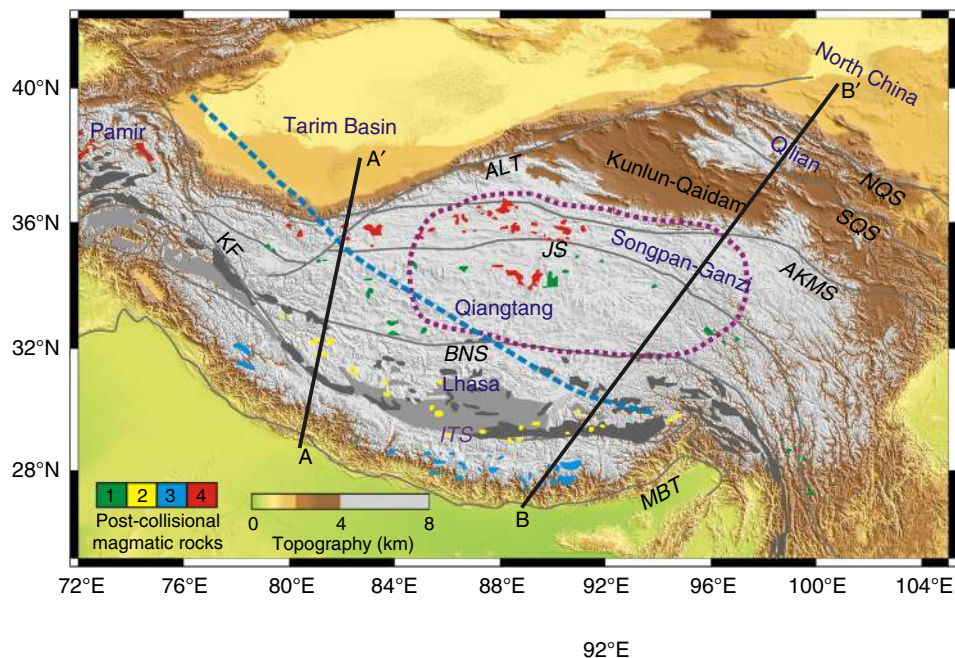 North China
40°N
B′
Pamir
Tarim Basin
A′
Qilian
ALT
Kunlun-Qaidam
NQS
36°N
SQS
KF
JS
Songpan-Ganzi
AKMS
Qiangtang
32°N
BNS
Lhasa
ITS
28°N
A
MBT
B
1 2 3 4
Post-collisional
magmatic rocks
0 4 8
Topography (km)
72°E 76°E 80°E 84°E 88°E 92°E 96°E 100°E 104°E
92°E